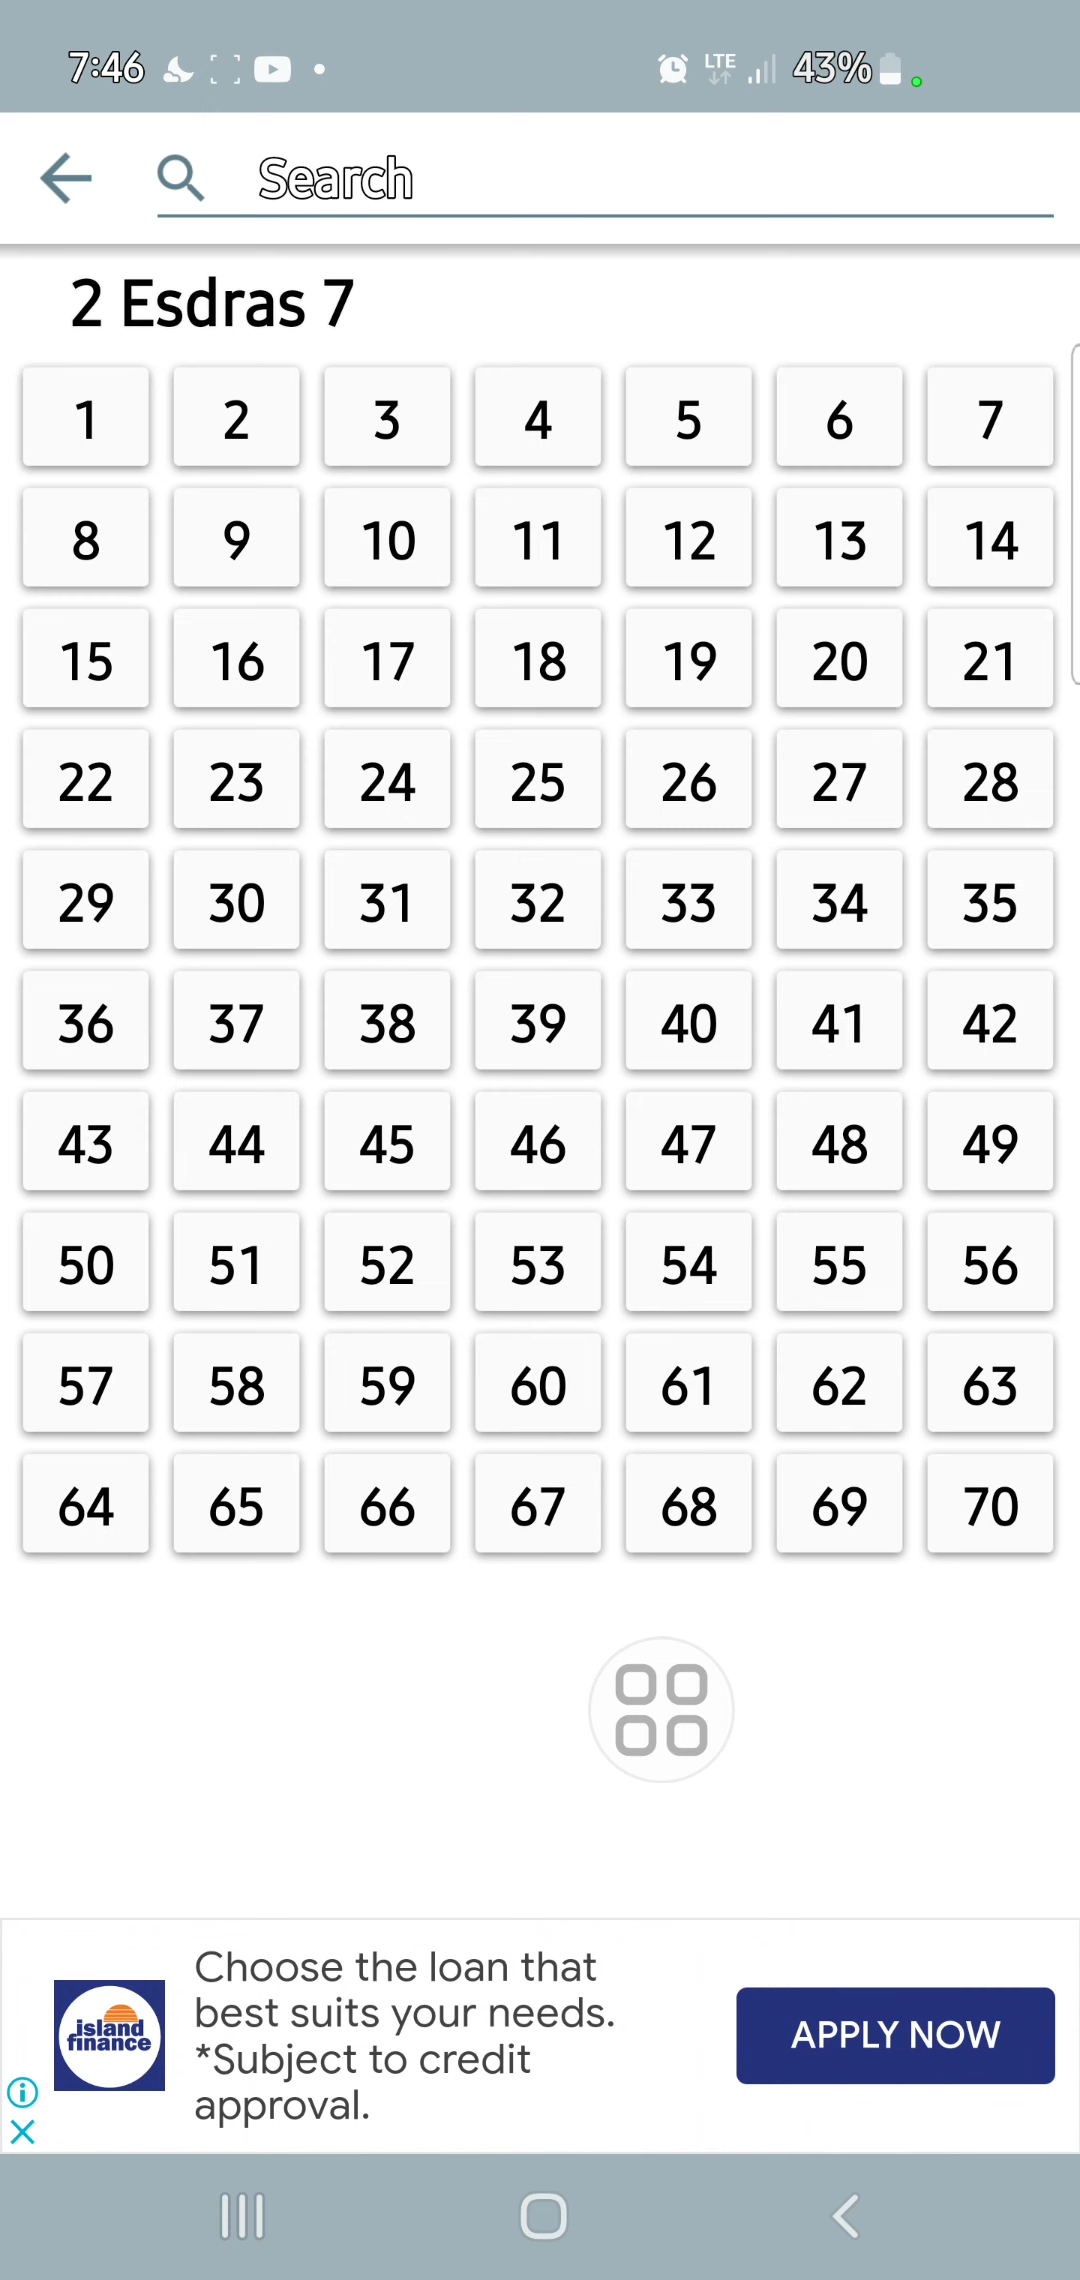 7:46 LTE 43%
Search
2 Esdras 7
1 2 3 4 5 6 7
8 9 10 11 12 13 14
15 16 17 18 19 20 21
22 23 24 25 26 27 28
29 30 31 32 33 34 35
36 37 38 39 40 41 42
43 44 45 46 47 48 49
50 51 52 53 54 55 56
57 58 59 60 61 62 63
64 65 66 67 68 69 70
island
finance
Choose the loan that
best suits your needs.
*Subject to credit
approval.
APPLY NOW